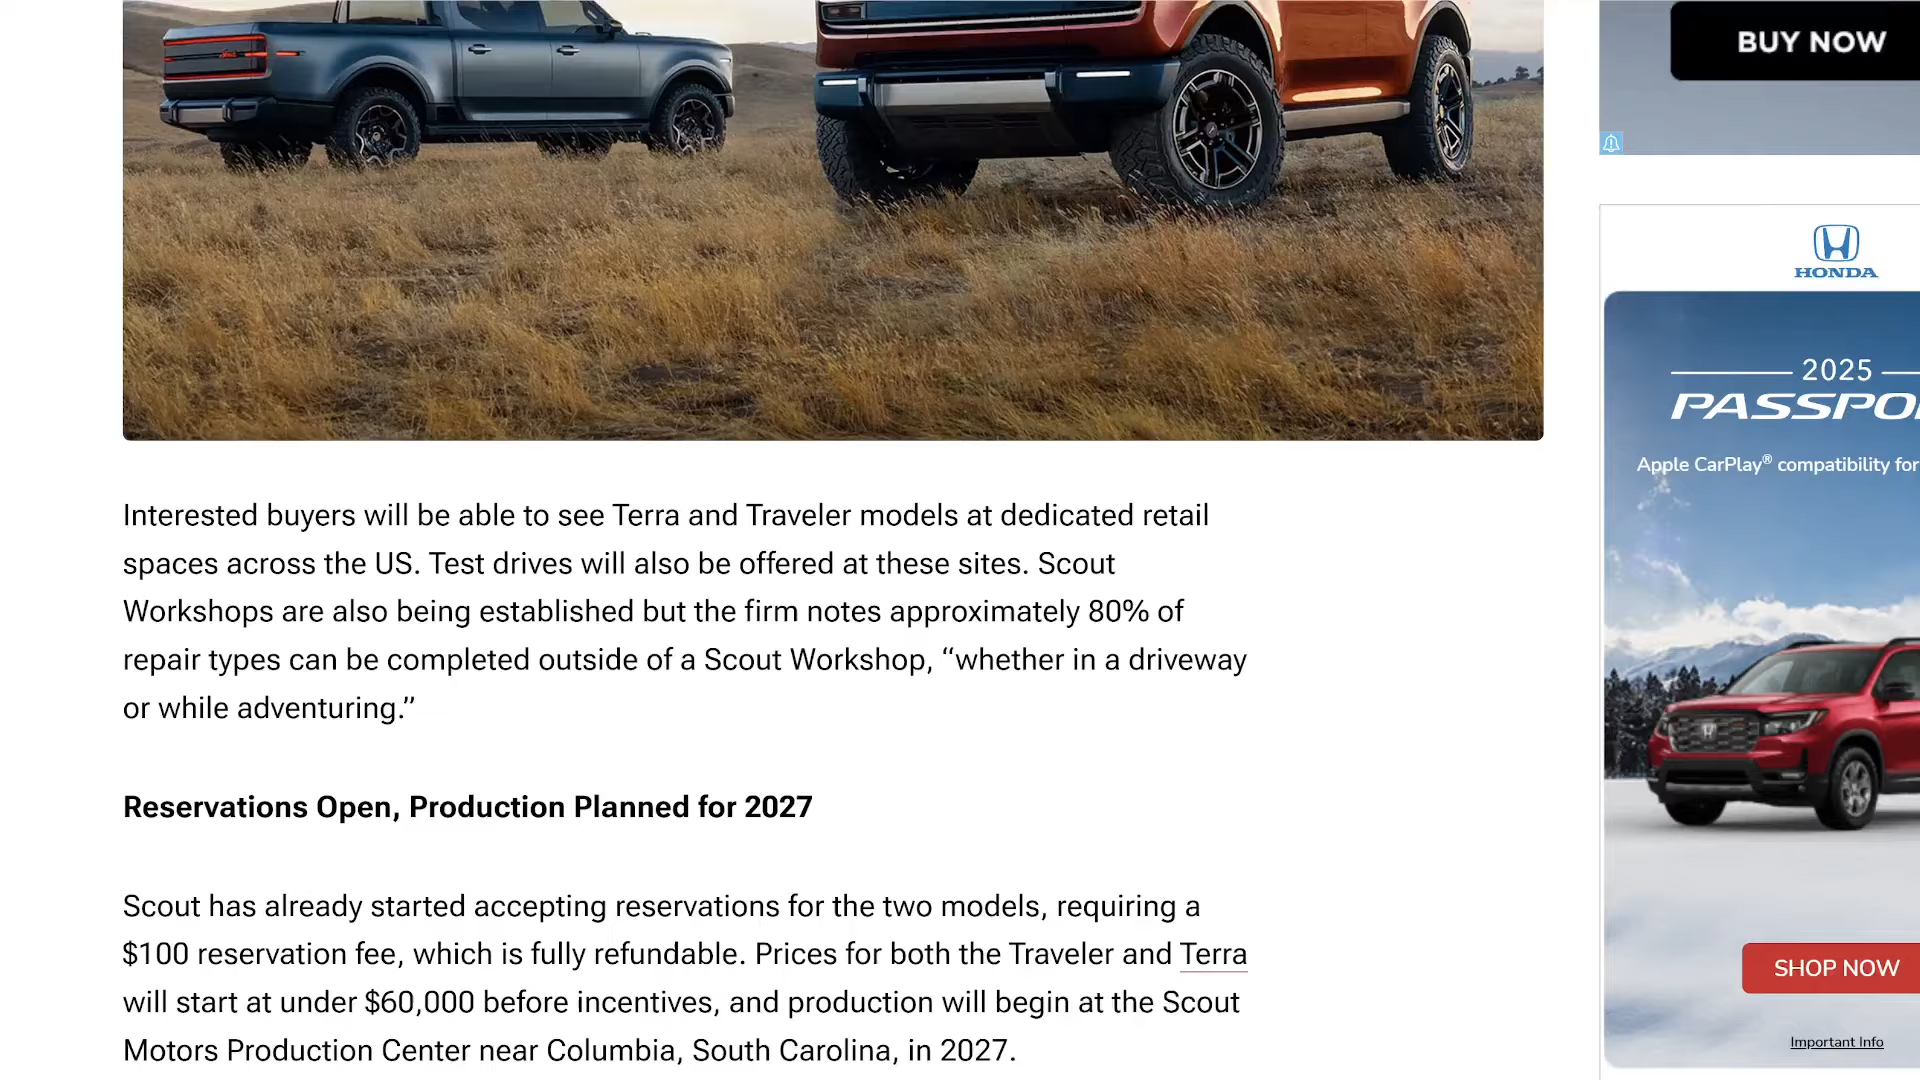 BUY NOW
HONDA
2025
Apple CarPlay® compatibility for
Interested buyers will be able to see Terra and Traveler models at dedicated retail
spaces across the US. Test drives will also be offered at these sites. Scout
Workshops are also being established but the firm notes approximately 80% of
repair types can be completed outside of a Scout Workshop, “whether in a driveway
or while adventuring.”
Reservations Open, Production Planned for 2027
Scout has already started accepting reservations for the two models, requiring a
$100 reservation fee, which is fully refundable. Prices for both the Traveler and Terra
will start at under $60,000 before incentives, and production will begin at the Scout
Motors Production Center near Columbia, South Carolina, in 2027.
SHOP NOW
Important Info